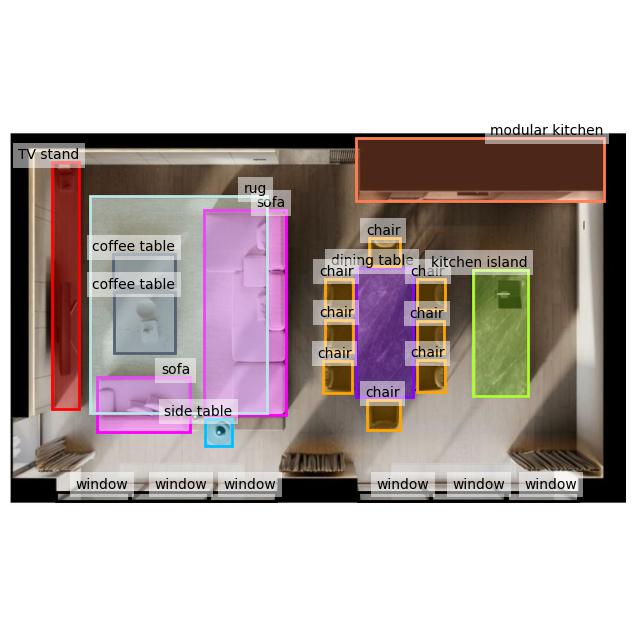 modular kitchen
TV stand
rug
sofa
chair
coffee table
dining table
kitchen island
chair
chair
coffee table
chair
chair
chair
chair
sofa
chair
side table
window
window
window
window
window
window